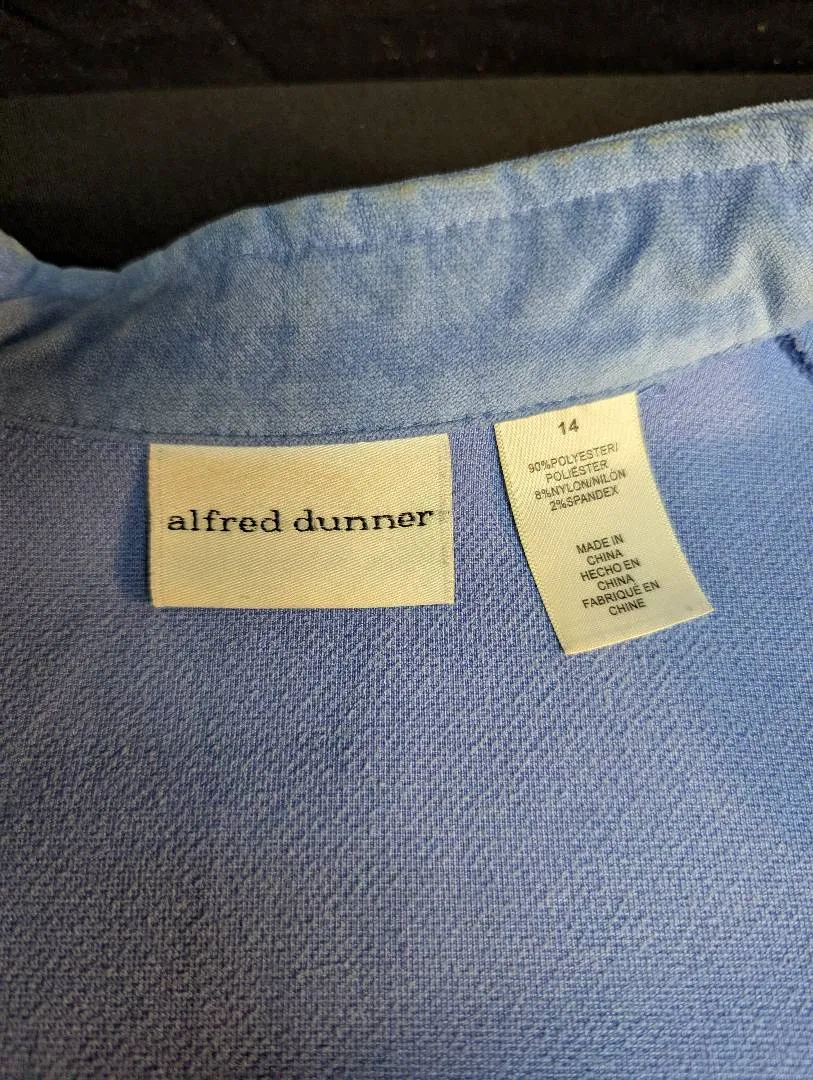 alfred dunner
14
90%POLYESTER/
POLIÉSTER
8%NYLON/NILÓN
2%SPANDEX
MADE IN
CHINA
HECHO EN
CHINA
FABRIQUÉ EN
CHINE